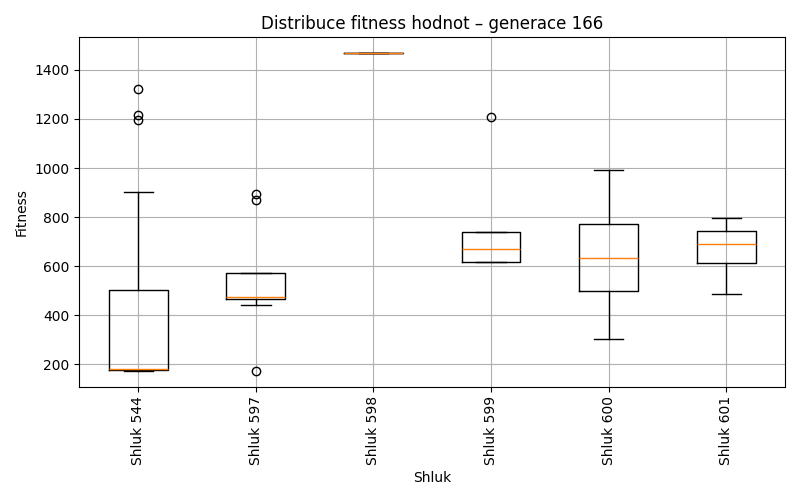 Distribuce fitness hodnot – generace 166
Fitness
1400
1200
1000
800
600
400
200
Shluk 544
Shluk 597
Shluk 598
Shluk 599
Shluk 600
Shluk 601
Shluk